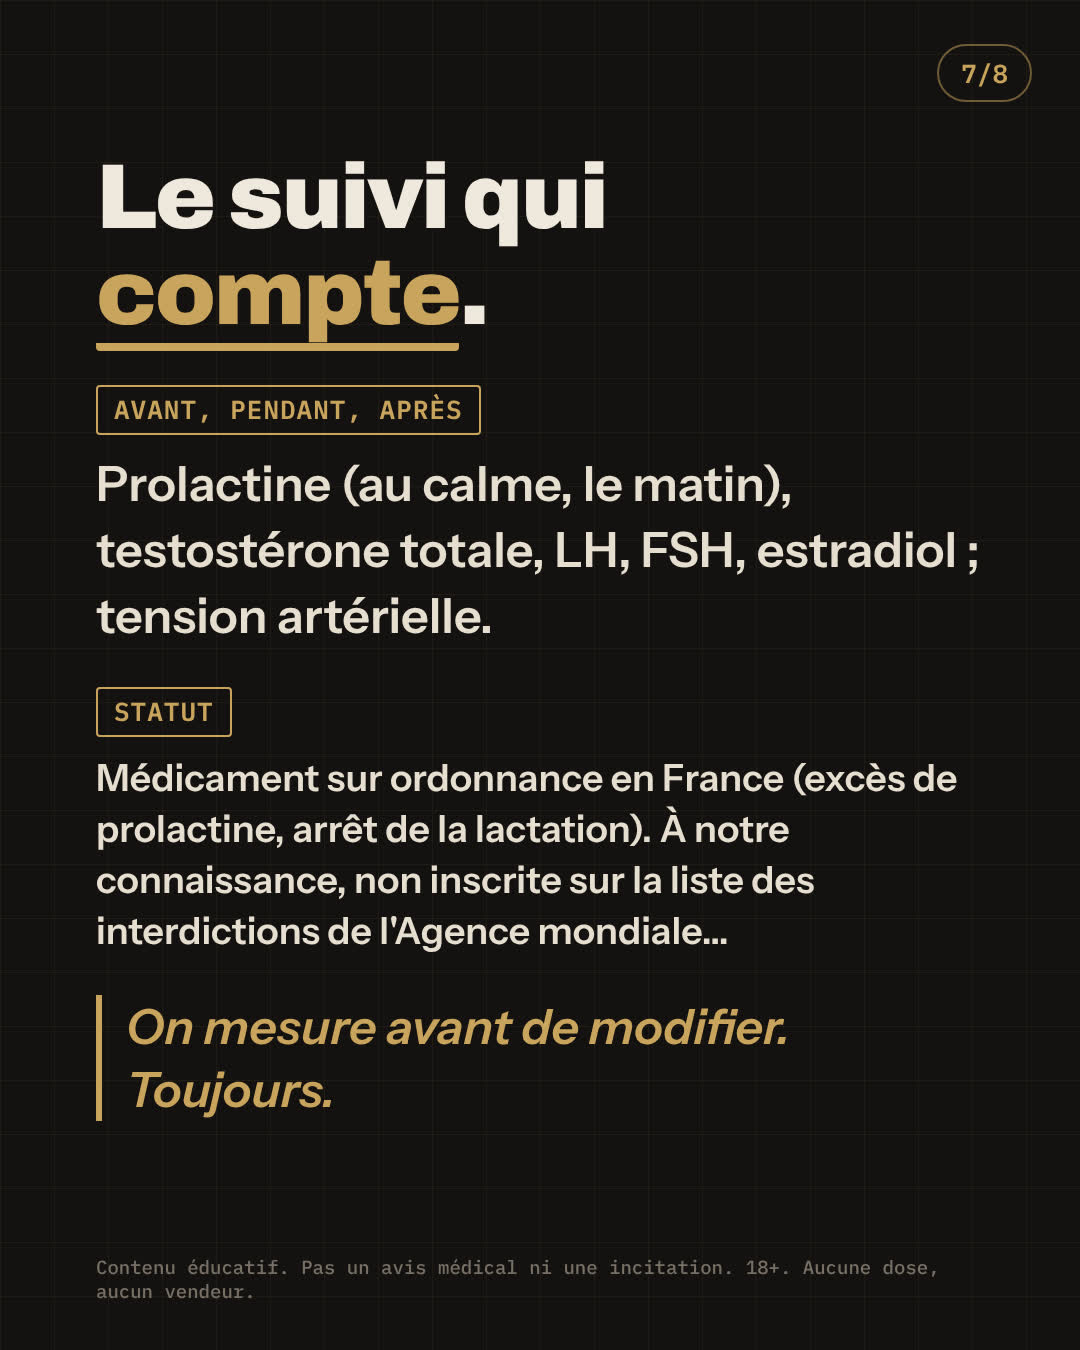 7/8
Le suivi qui
compte.
AVANT, PENDANT, APRÈS
Prolactine (au calme, le matin),
testostérone totale, LH, FSH, estradiol ;
tension artérielle.
STATUT
Médicament sur ordonnance en France (excès de
prolactine, arrêt de la lactation). À notre
connaissance, non inscrite sur la liste des
interdictions de l'Agence mondiale...
On mesure avant de modifier.
Toujours.
Contenu éducatif. Pas un avis médical ni une incitation. 18+. Aucune dose,
aucun vendeur.